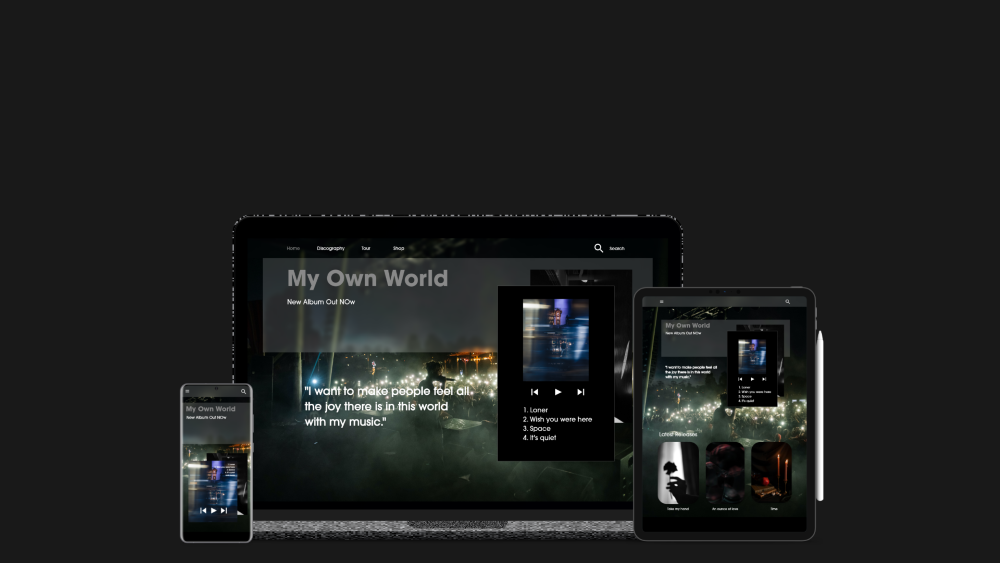 Home Discography Tour Shop Search
My Own World
New Album Out NOw
"I want to make people feel all
the joy there is in this world
with my music."
1. Loner
2. Wish you were here
3. Space
4. It's quiet
My Own World
New Album Out NOw
"I want to make people feel all
the joy there is in this world
with my music."
1. Loner
2. Wish you were here
3. Space
4. It's quiet
Latest Releases
Take my hand
An ounce of love
Time
My Own World
New Album Out NOw